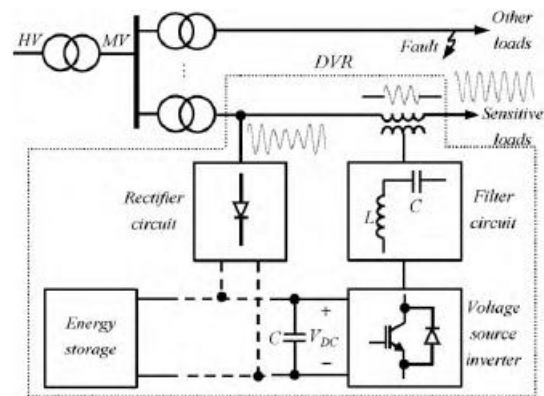 HV
MV
Fault
Other
loads
DVR
Sensitive
loads
Rectifier
circuit
L
C
Filter
circuit
Energy
storage
C
+
V_DC
−
Voltage
source
inverter